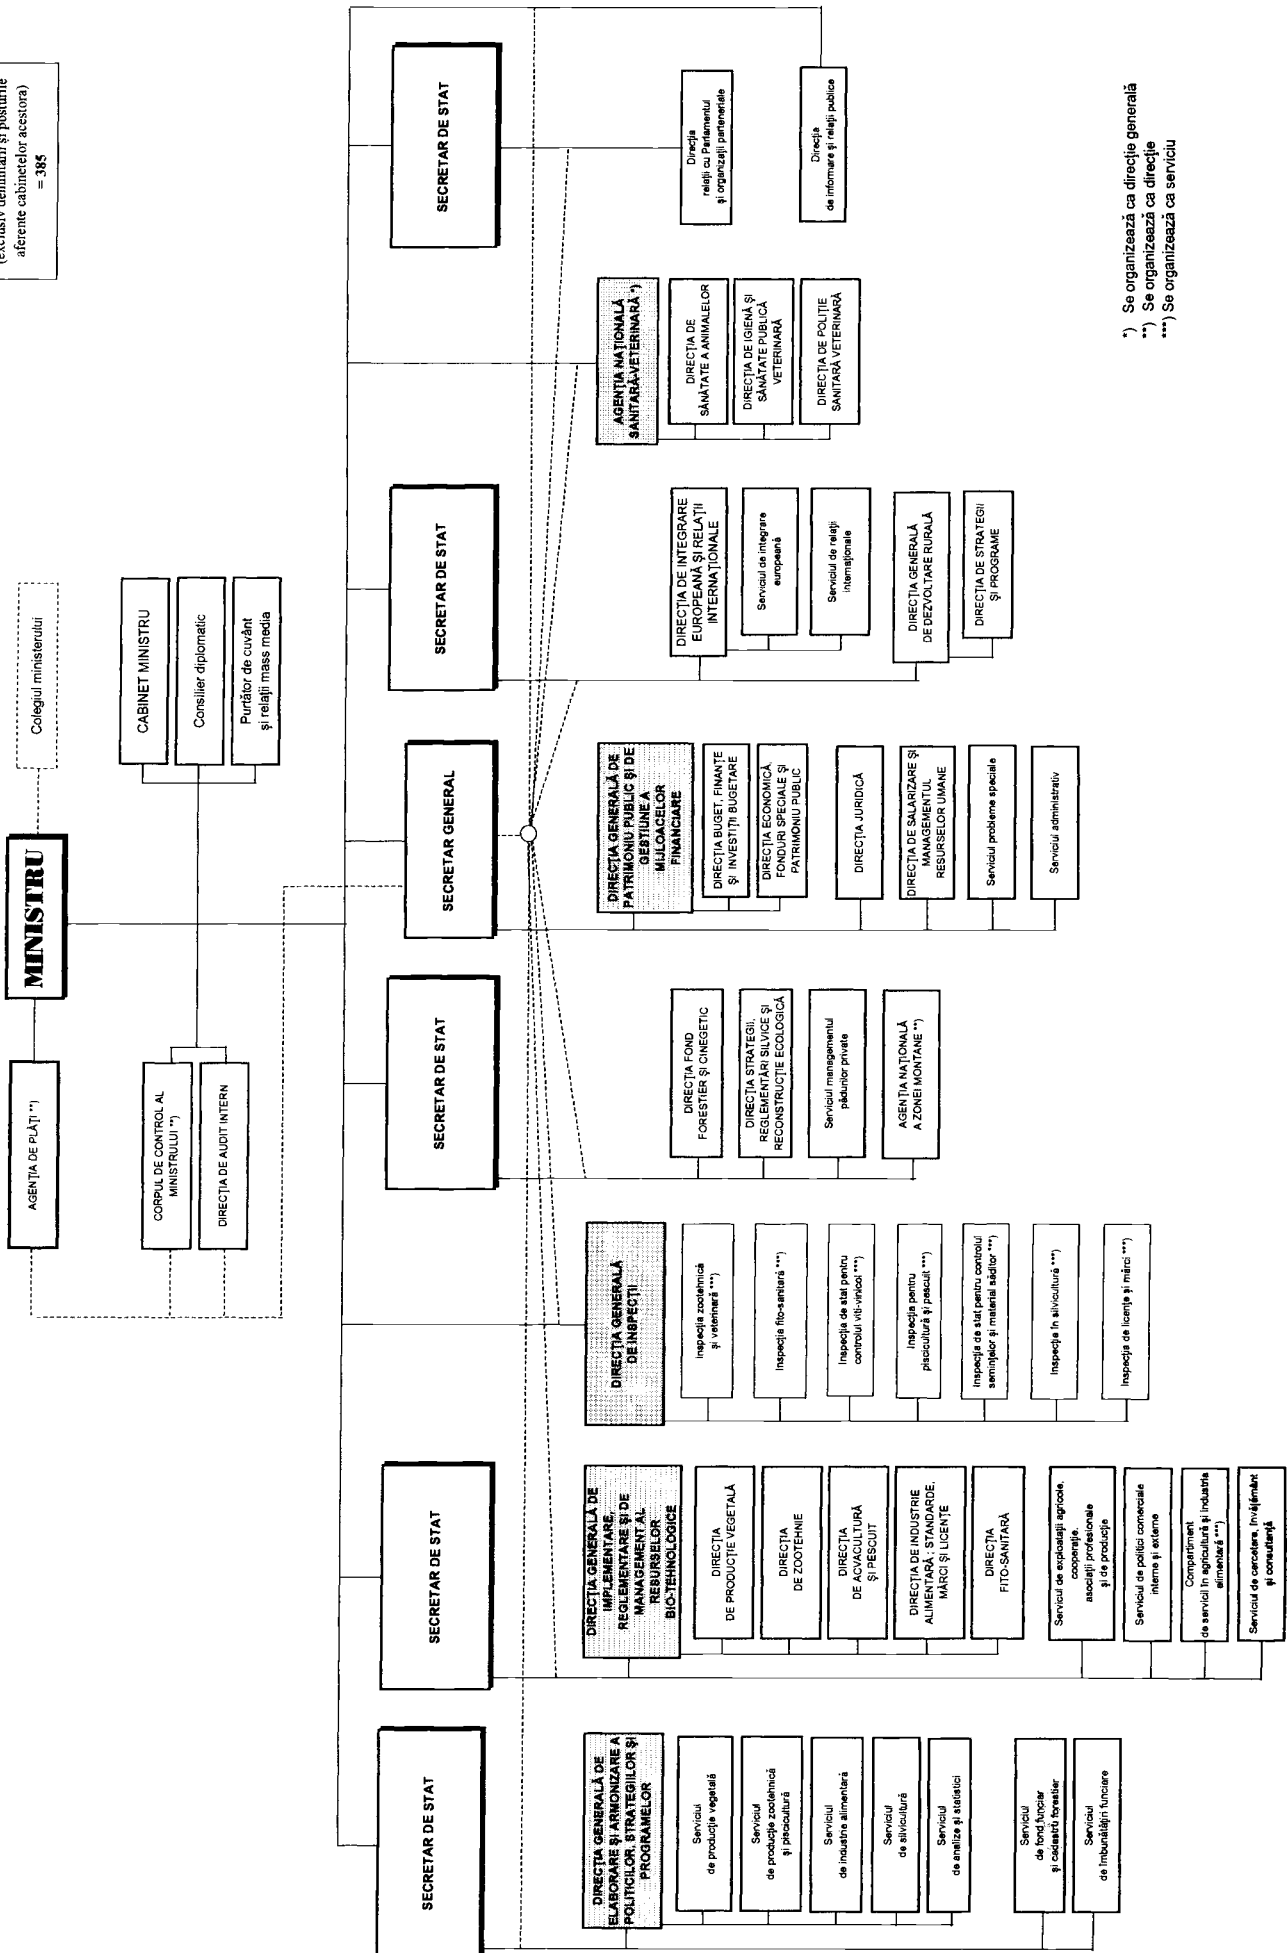 (exclusiv demnitarii şi posturile
aferente cabinetelor acestora)
= 385
MINISTRU
Colegiul ministerului
AGENŢIA DE PLĂŢI **)
CABINET MINISTRU
Consilier diplomatic
Purtător de cuvânt
şi relaţii mass media
CORPUL DE CONTROL AL
MINISTRULUI **)
DIRECŢIA DE AUDIT INTERN
SECRETAR DE STAT
SECRETAR DE STAT
SECRETAR DE STAT
SECRETAR GENERAL
SECRETAR DE STAT
SECRETAR DE STAT
DIRECŢIA GENERALĂ DE
ELABORARE ŞI ARMONIZARE A
POLITICILOR, STRATEGIILOR ŞI
PROGRAMELOR
Serviciul
de producţie vegetală
Serviciul
de producţie zootehnică
şi piscicultură
Serviciul
de industrie alimentară
Serviciul
de silvicultură
Serviciul
de analize şi statistici
Serviciul
de fond funciar
şi cadastru forestier
Serviciul
de îmbunătăţiri funciare
DIRECŢIA GENERALĂ DE
IMPLEMENTARE,
REGLEMENTARE ŞI DE
MANAGEMENT AL
RESURSELOR
BIO-TEHNOLOGICE
DIRECŢIA
DE PRODUCŢIE VEGETALĂ
DIRECŢIA
DE ZOOTEHNIE
DIRECŢIA
DE ACVACULTURĂ
ŞI PESCUIT
DIRECŢIA DE INDUSTRIE
ALIMENTARĂ ; STANDARDE,
MĂRCI ŞI LICENŢE
DIRECŢIA
FITO-SANITARĂ
Serviciul de exploataţii agricole,
cooperaţie,
asociaţii profesionale
şi de producţie
Serviciul de politici comerciale
interne şi externe
Compartiment
de servicii în agricultură şi industria
alimentară ***)
Serviciul de cercetare, învăţământ
şi consultanţă
DIRECŢIA GENERALĂ
DE INSPECŢII
Inspecţia zootehnică
şi veterinară ***)
Inspecţia fito-sanitară ***)
Inspecţia de stat pentru
controlul viti-vinicol ***)
Inspecţia pentru
piscicultură şi pescuit ***)
Inspecţia de stat pentru controlul
seminţelor şi material săditor ***)
Inspecţia în silvicultură ***)
Inspecţia de licenţe şi mărci ***)
DIRECŢIA FOND
FORESTIER ŞI CINEGETIC
DIRECŢIA STRATEGII,
REGLEMENTĂRI SILVICE ŞI
RECONSTRUCŢIE ECOLOGICĂ
Serviciul managementul
pădurilor private
AGENŢIA NAŢIONALĂ
A ZONEI MONTANE **)
DIRECŢIA GENERALĂ DE
PATRIMONIU PUBLIC ŞI DE
GESTIUNE A
MIJLOACELOR
FINANCIARE
DIRECŢIA BUGET, FINANŢE
ŞI INVESTIŢII BUGETARE
DIRECŢIA ECONOMICĂ,
FONDURI SPECIALE ŞI
PATRIMONIU PUBLIC
DIRECŢIA JURIDICĂ
DIRECŢIA DE SALARIZARE ŞI
MANAGEMENTUL
RESURSELOR UMANE
Serviciul probleme speciale
Serviciul administrativ
DIRECŢIA DE INTEGRARE
EUROPEANĂ ŞI RELAŢII
INTERNAŢIONALE
Serviciul de integrare
europeană
Serviciul de relaţii
internaţionale
DIRECŢIA GENERALĂ
DE DEZVOLTARE RURALĂ
DIRECŢIA DE STRATEGII
ŞI PROGRAME
AGENŢIA NAŢIONALĂ
SANITARĂ-VETERINARĂ *)
DIRECŢIA DE
SĂNĂTATE A ANIMALELOR
DIRECŢIA DE IGIENĂ ŞI
SĂNĂTATE PUBLICĂ
VETERINARĂ
DIRECŢIA DE POLIŢIE
SANITARĂ VETERINARĂ
Direcţia
relaţii cu Parlamentul
şi organizaţii parteneriale
Direcţia
de informare şi relaţii publice
*) Se organizează ca direcţie generală
**) Se organizează ca direcţie
***) Se organizează ca serviciu